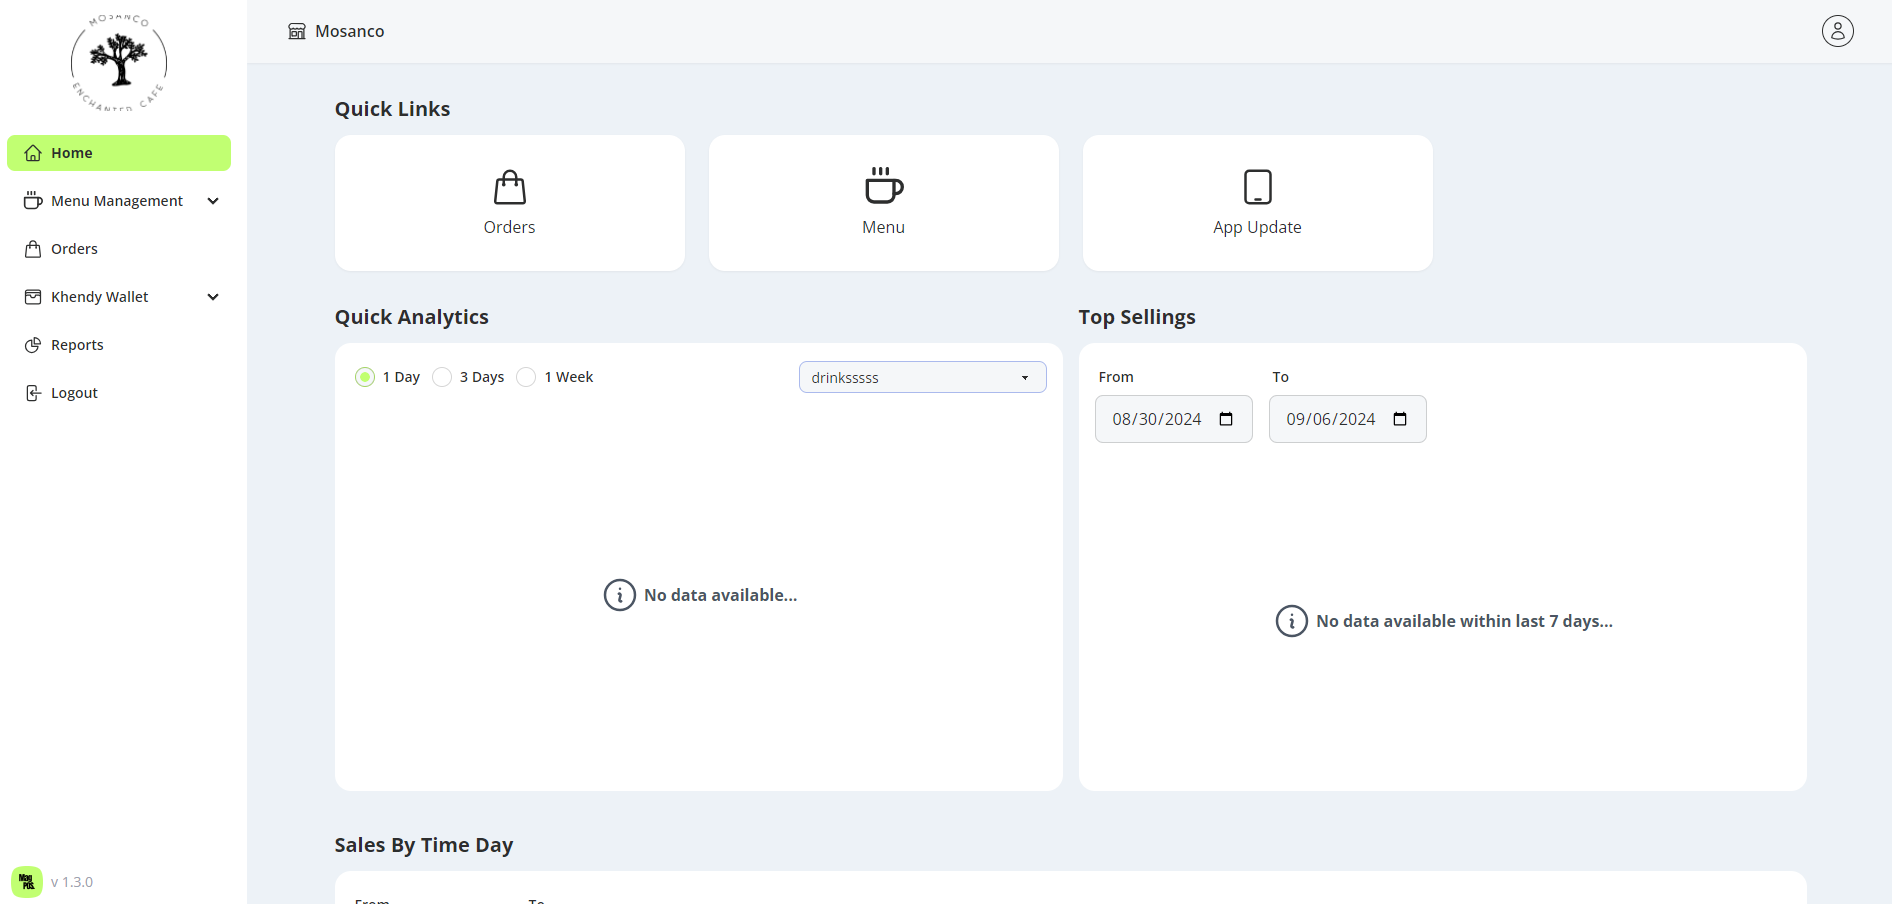 MOSANCO
ENCHANTED CAFE
Mosanco
Home
Menu Management
Orders
Khendy Wallet
Reports
Logout
Quick Links
Orders
Menu
App Update
Quick Analytics
1 Day 3 Days 1 Week drinksssss
No data available...
Top Sellings
From To
08/30/2024 09/06/2024
No data available within last 7 days...
Sales By Time Day
From To
Mag
POS.
v 1.3.0